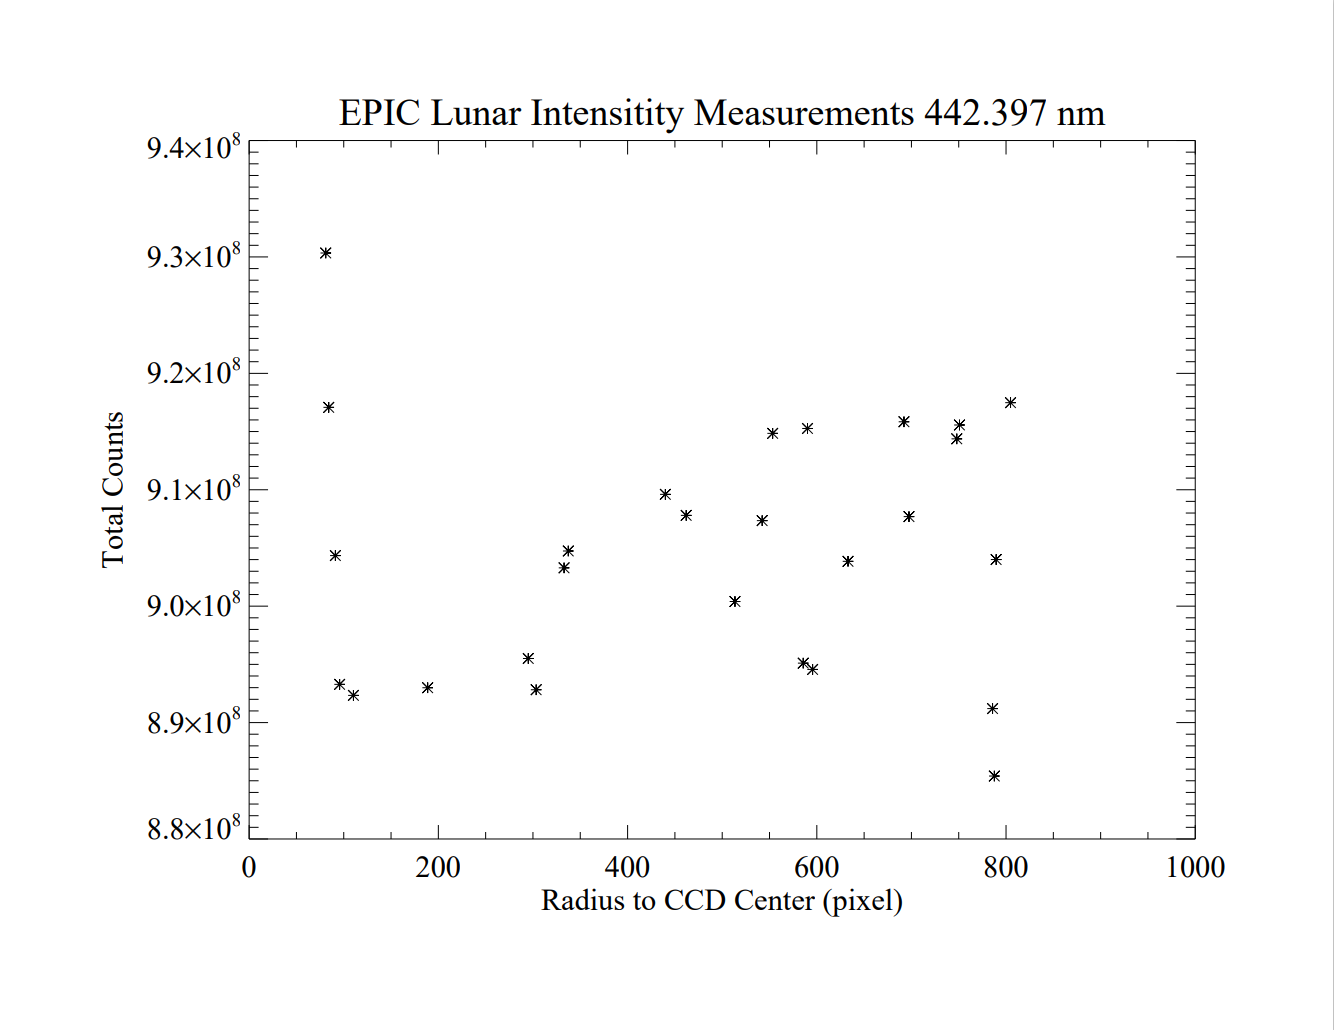 EPIC Lunar Intensitity Measurements 442.397 nm
9.4×10⁸
9.3×10⁸
9.2×10⁸
9.1×10⁸
9.0×10⁸
8.9×10⁸
8.8×10⁸
Total Counts
0 200 400 600 800 1000
Radius to CCD Center (pixel)